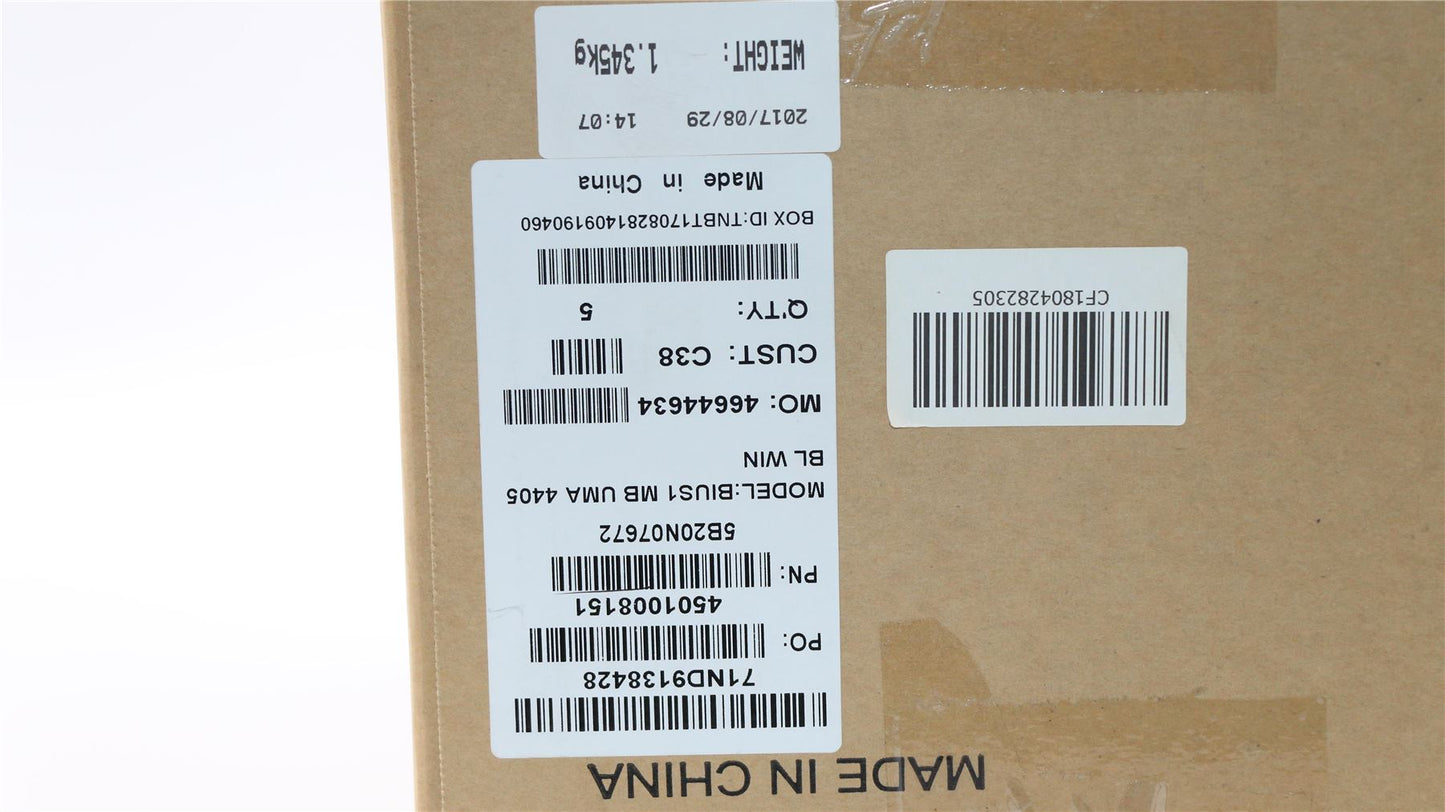 MADE IN CHINA
71ND9138428
PO:
4501008151
PN:
5B20N07672
MODEL:BIUS1 MB UMA 4405
BL WIN
MO: 46644634
CUST: C38
Q'TY: 5
BOX ID:TNBT1708281409190460
Made in China
2017/08/29 14:07
WEIGHT: 1.345kg
CF1804282305